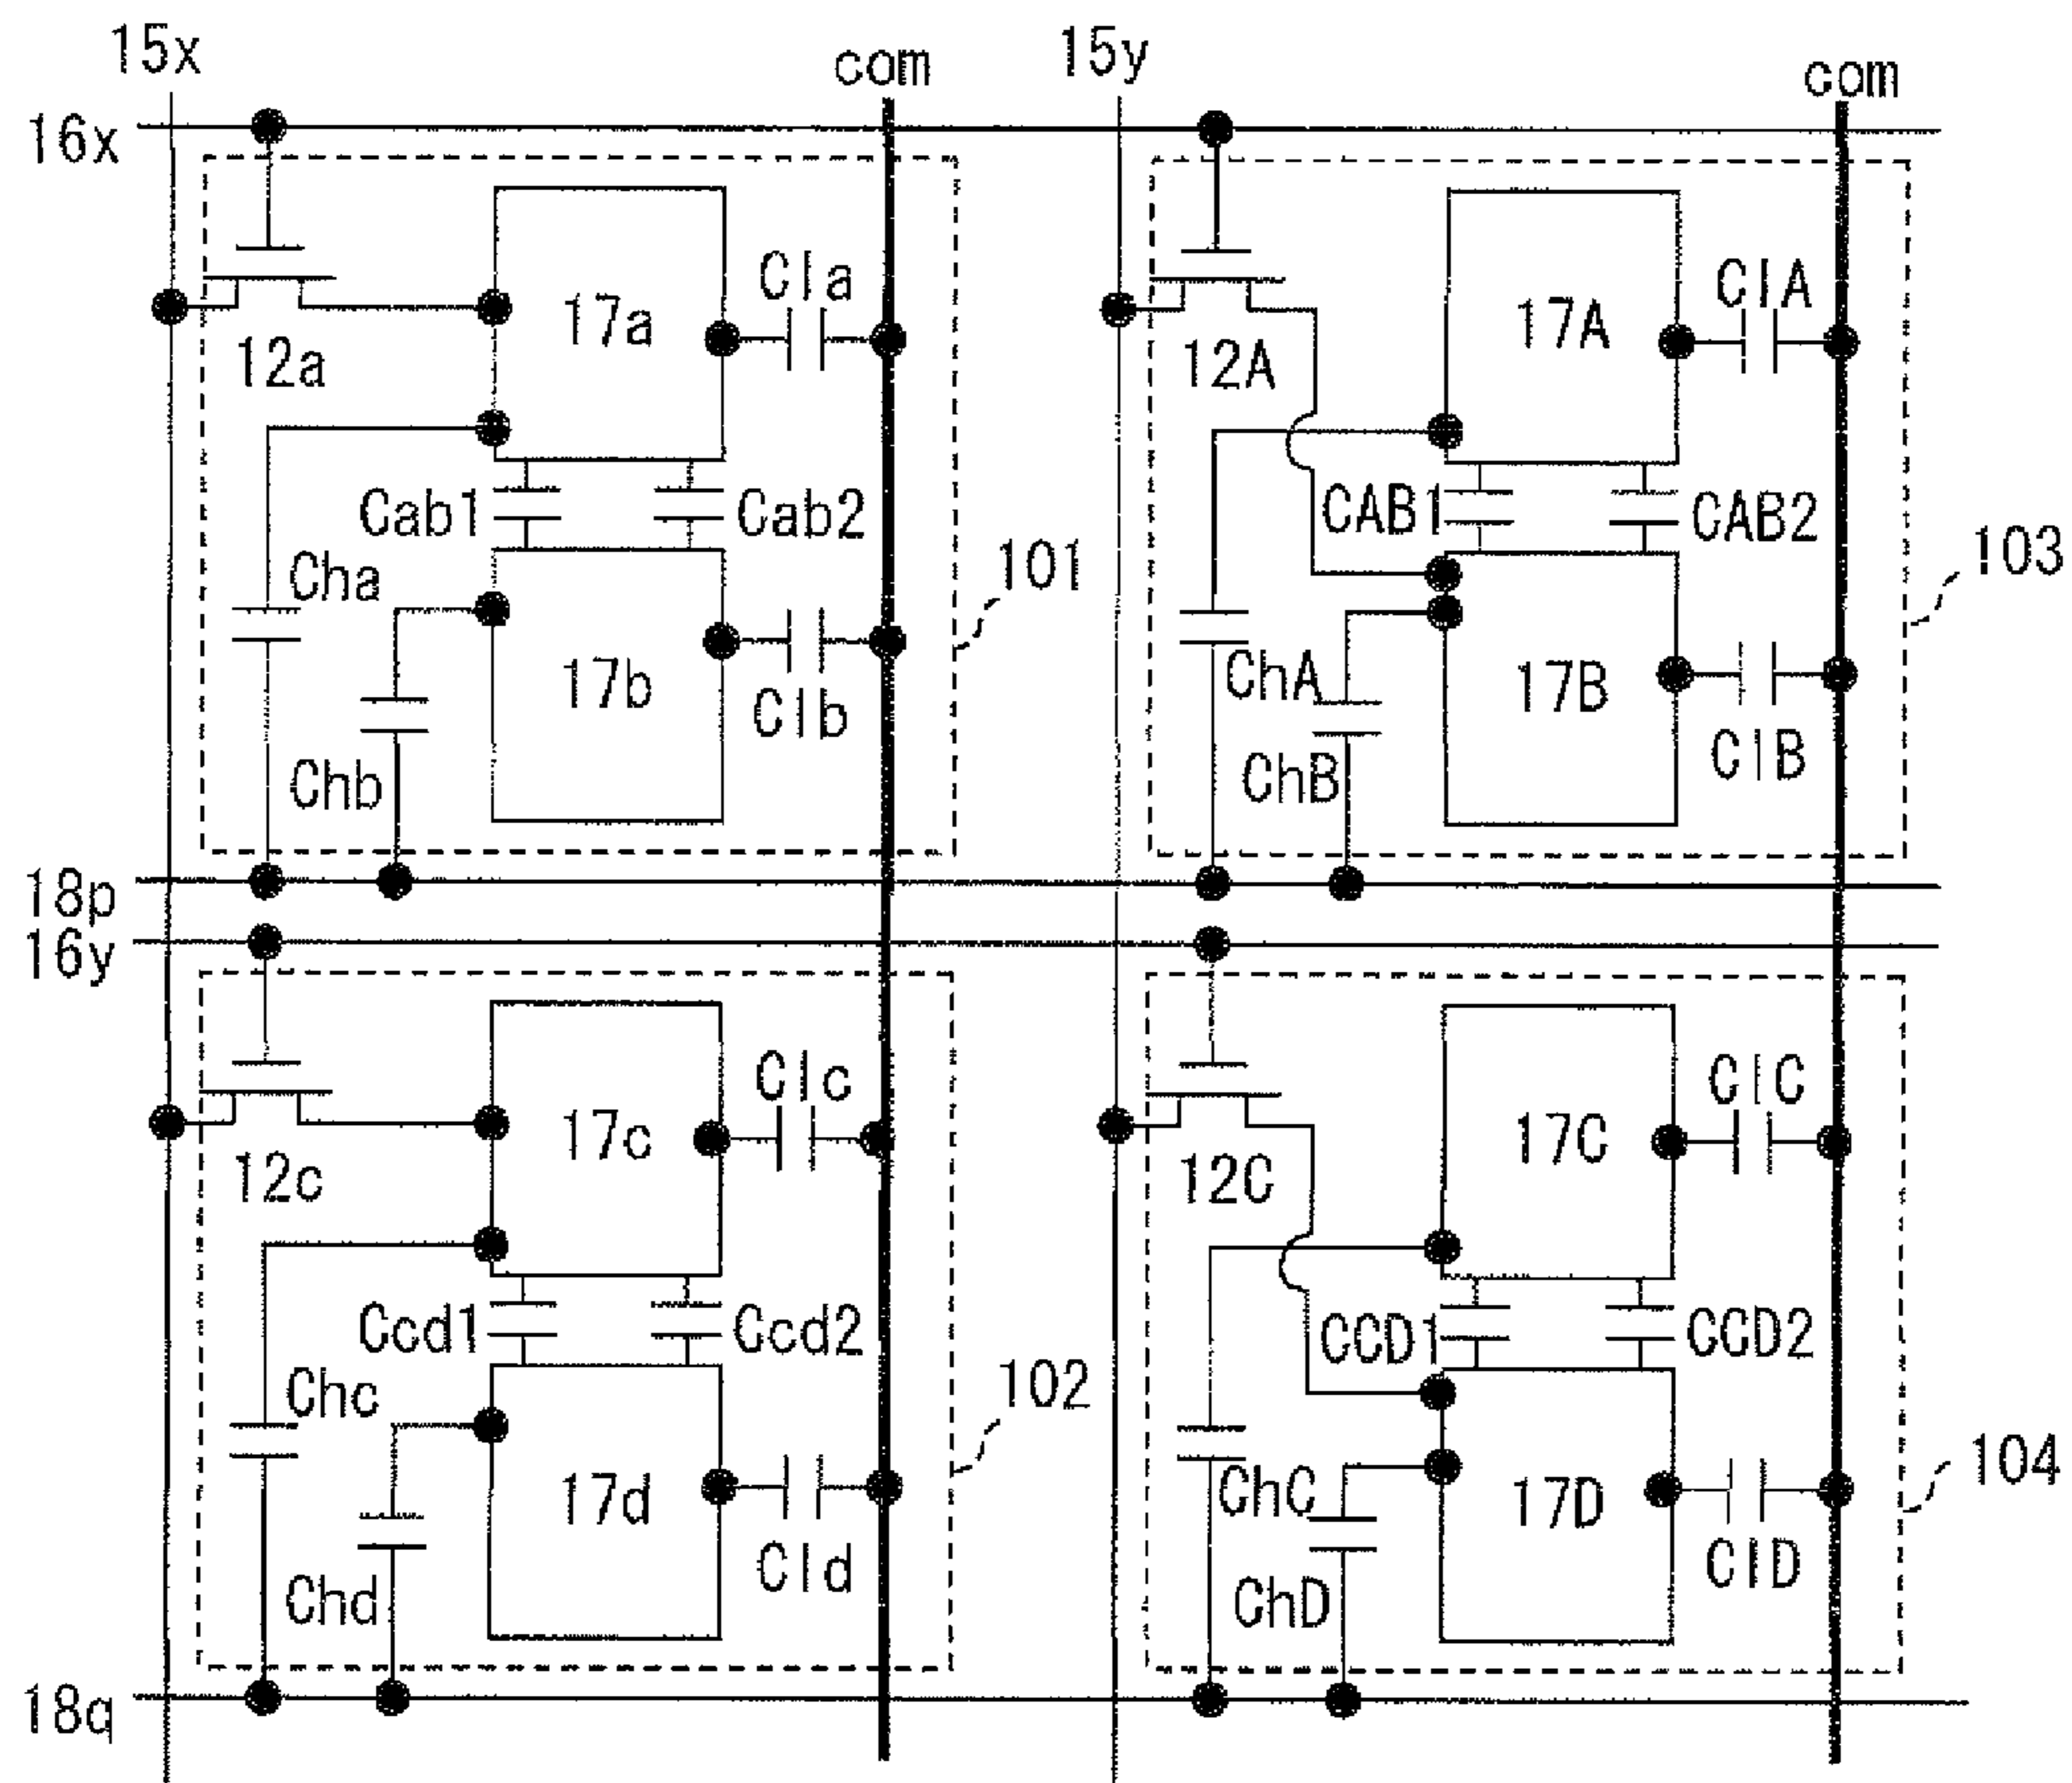 15x
com
15y
com
16x
Cla
ClA
17a
17A
12a
12A
Cab1
Cab2
CAB1
CAB2
101
103
Cha
ChA
17b
17B
Clb
ClB
Chb
ChB
18p
16y
Clc
ClC
17c
17C
12c
12C
Ccd1
Ccd2
CCD1
CCD2
102
104
Chc
ChC
17d
17D
Cld
ClD
Chd
ChD
18q